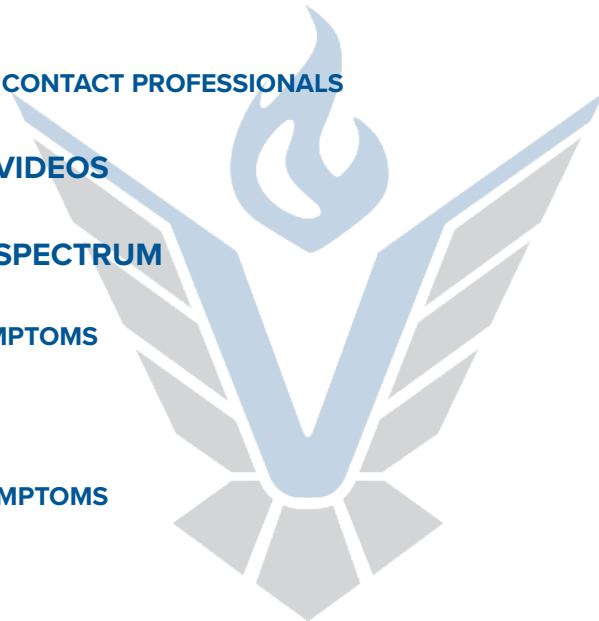 CONTACT PROFESSIONALS
VIDEOS
SPECTRUM
MPTOMS
MPTOMS